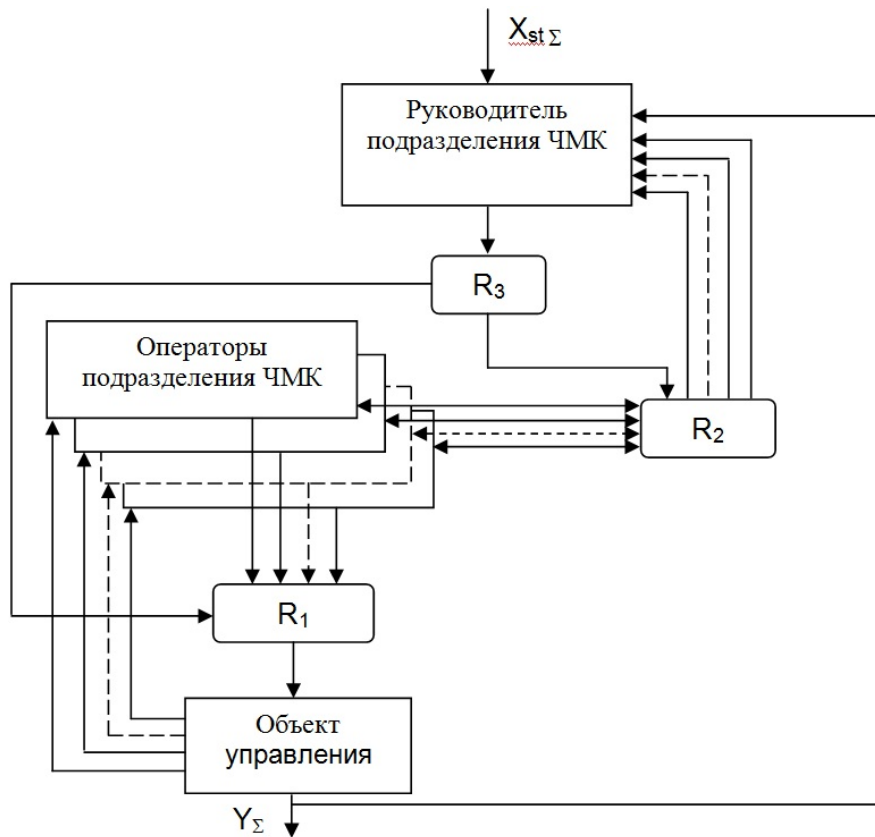 Xst Σ
Руководитель
подразделения ЧМК
R3
Операторы
подразделения ЧМК
R2
R1
Объект
управления
YΣ